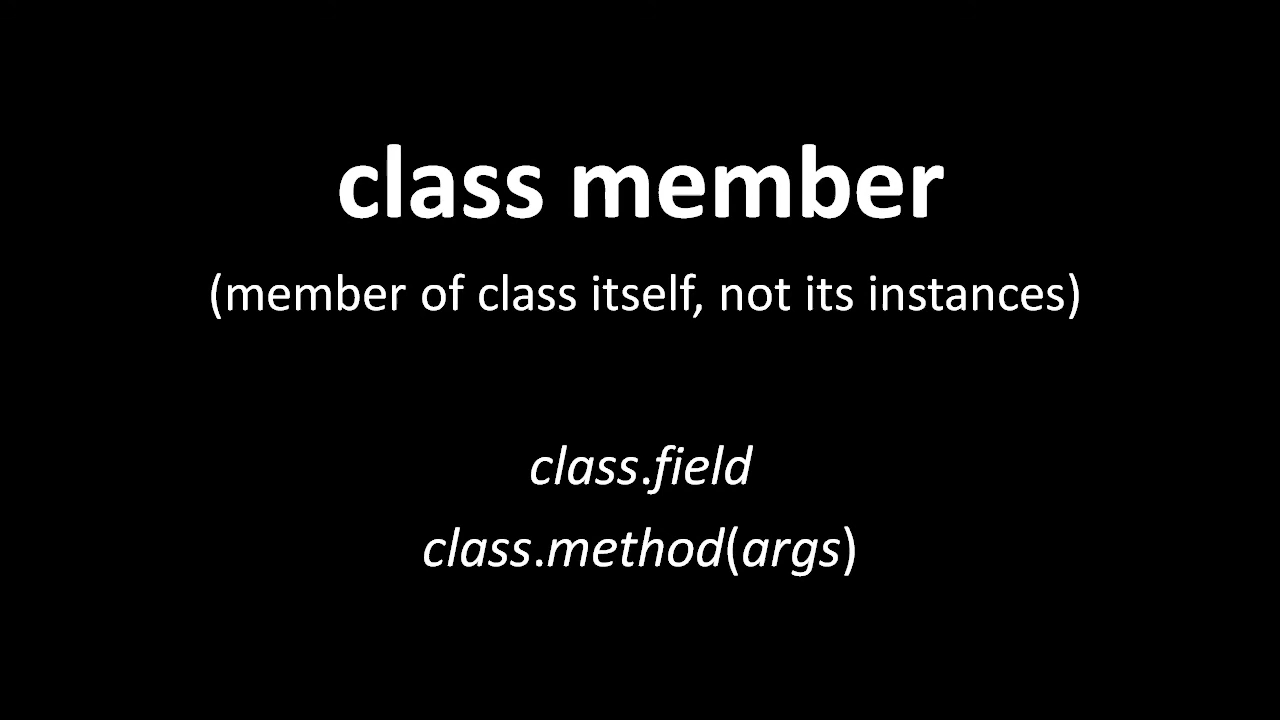 class member
(member of class itself, not its instances)
class.field
class.method(args)